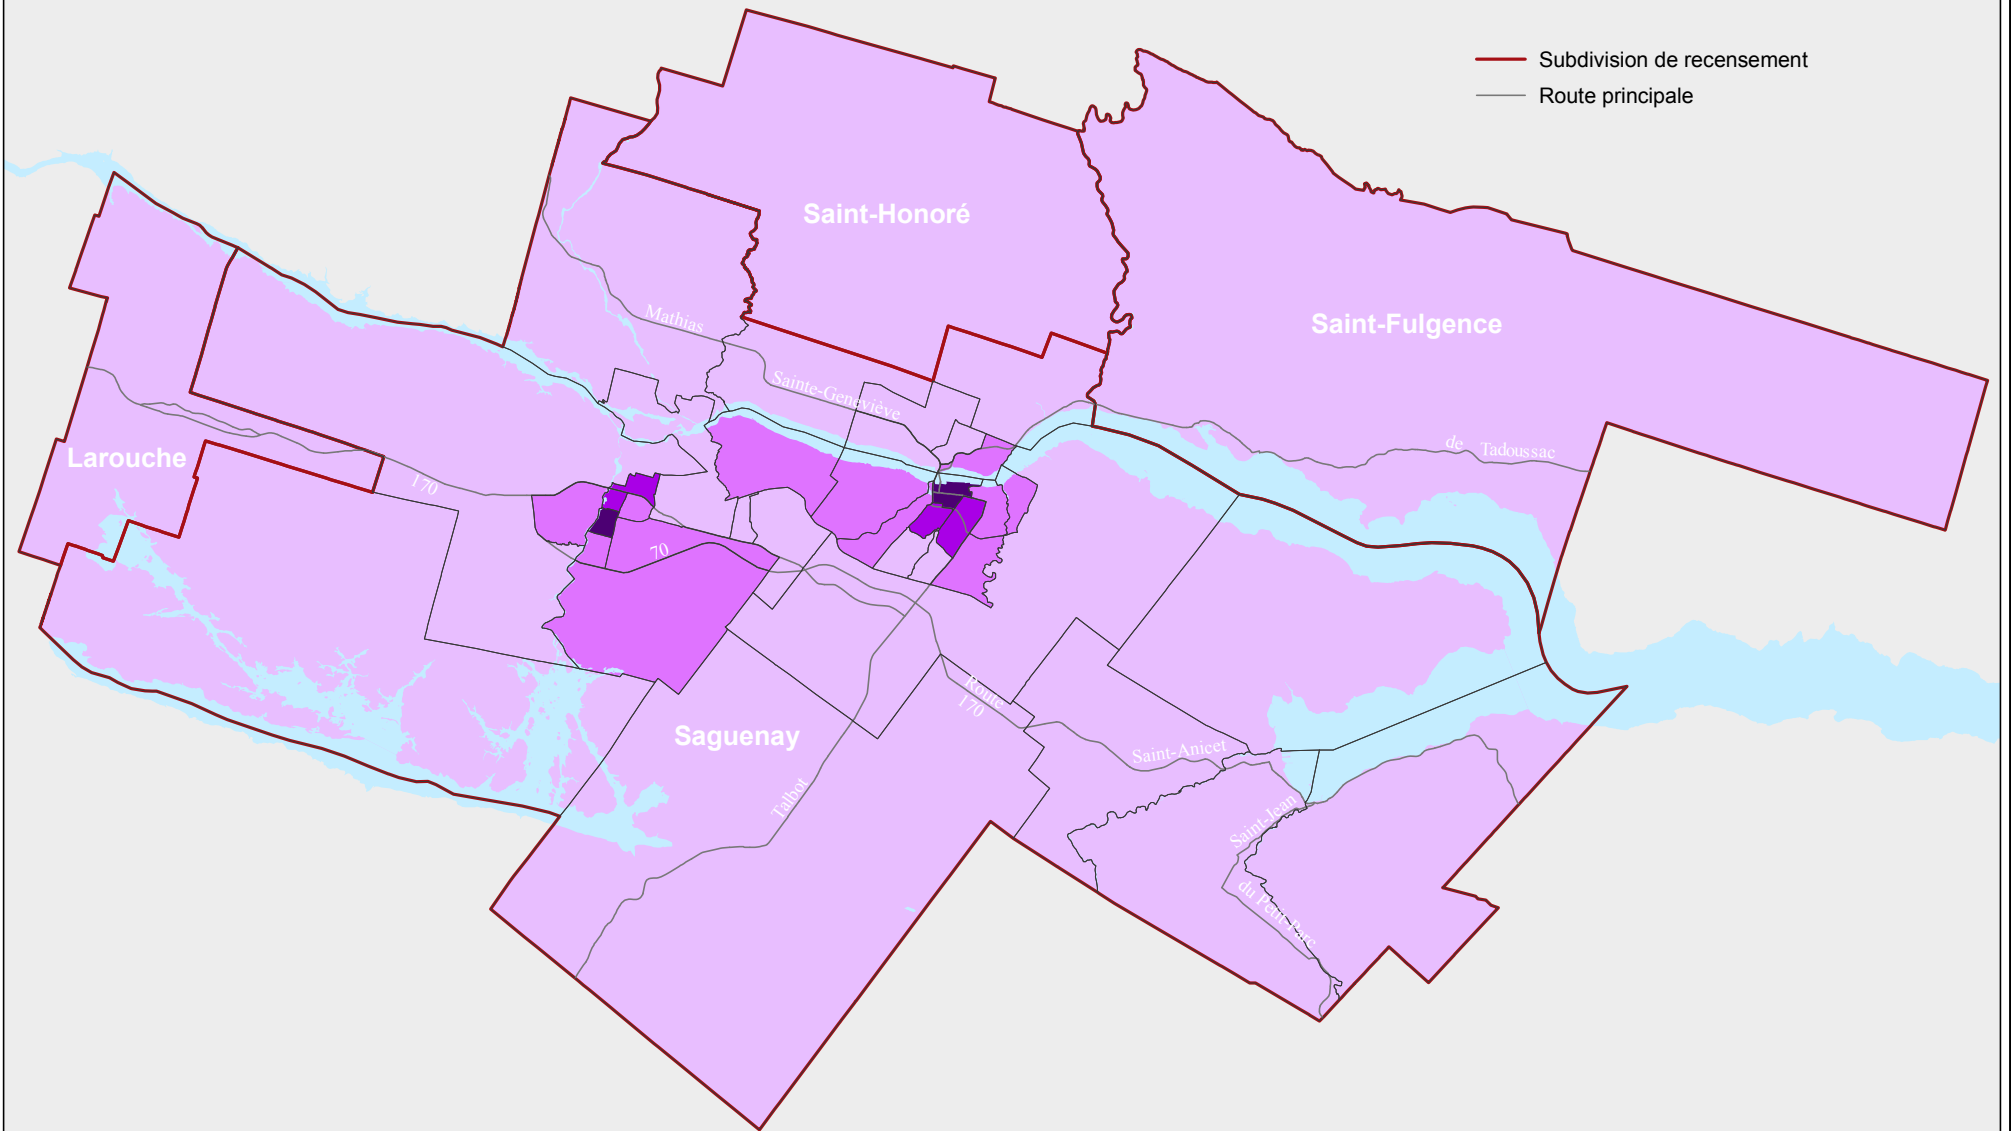 Subdivision de recensement
Route principale
Saint-Honoré
Saint-Fulgence
Mathias
Sainte-Geneviève
de Tadoussac
Larouche
170
70
Route
170
Saguenay
Saint-Anicet
Talbot
Saint-Jean
du Petit-Parc